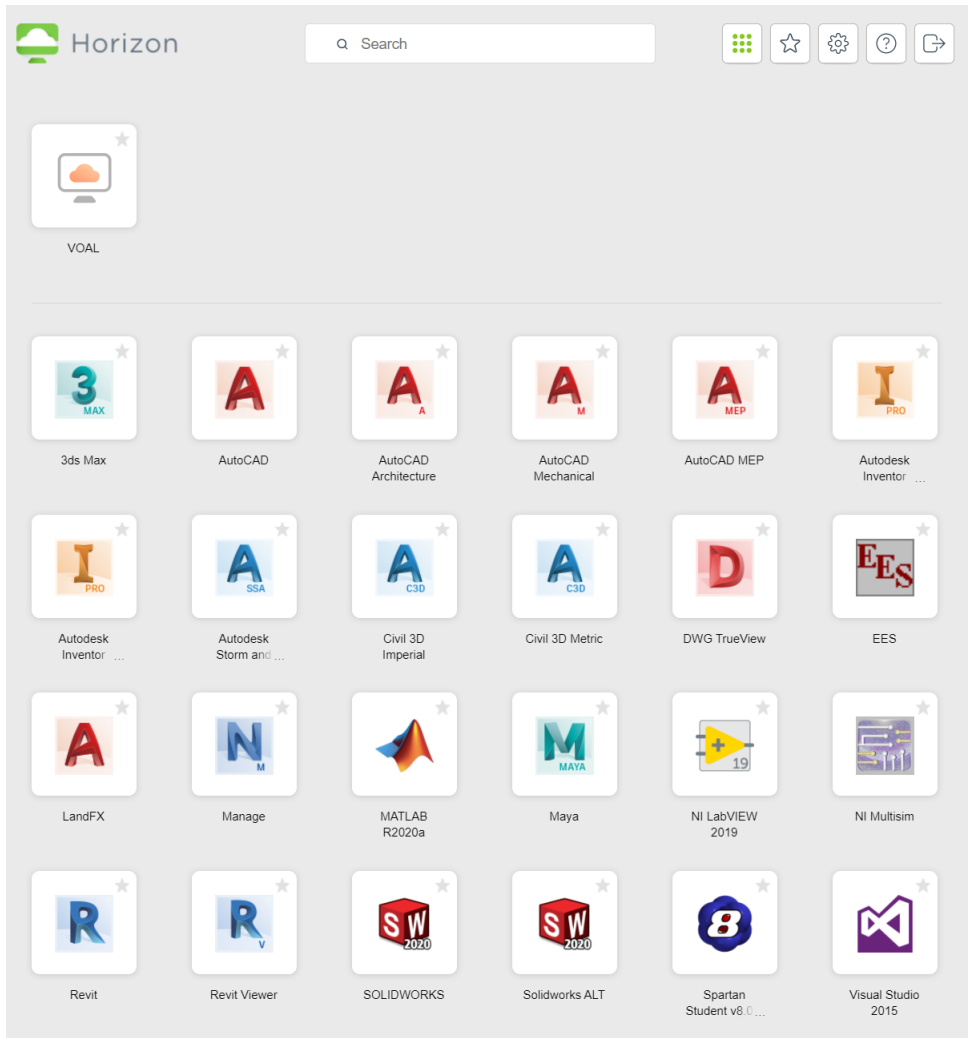 Horizon
Search
VOAL
3
MAX
A
A
A
A
M
A
MEP
I
PRO
3ds Max
AutoCAD
AutoCAD
Architecture
AutoCAD
Mechanical
AutoCAD MEP
Autodesk
Inventor ...
I
PRO
A
SSA
A
C3D
A
C3D
D
EES
Autodesk
Inventor ...
Autodesk
Storm and ...
Civil 3D
Imperial
Civil 3D Metric
DWG TrueView
EES
A
N
M
M
MAYA
19
LandFX
Manage
MATLAB
R2020a
Maya
NI LabVIEW
2019
NI Multisim
R
R
V
SW
2020
SW
2020
8
Revit
Revit Viewer
SOLIDWORKS
Solidworks ALT
Spartan
Student v8.0 ...
Visual Studio
2015